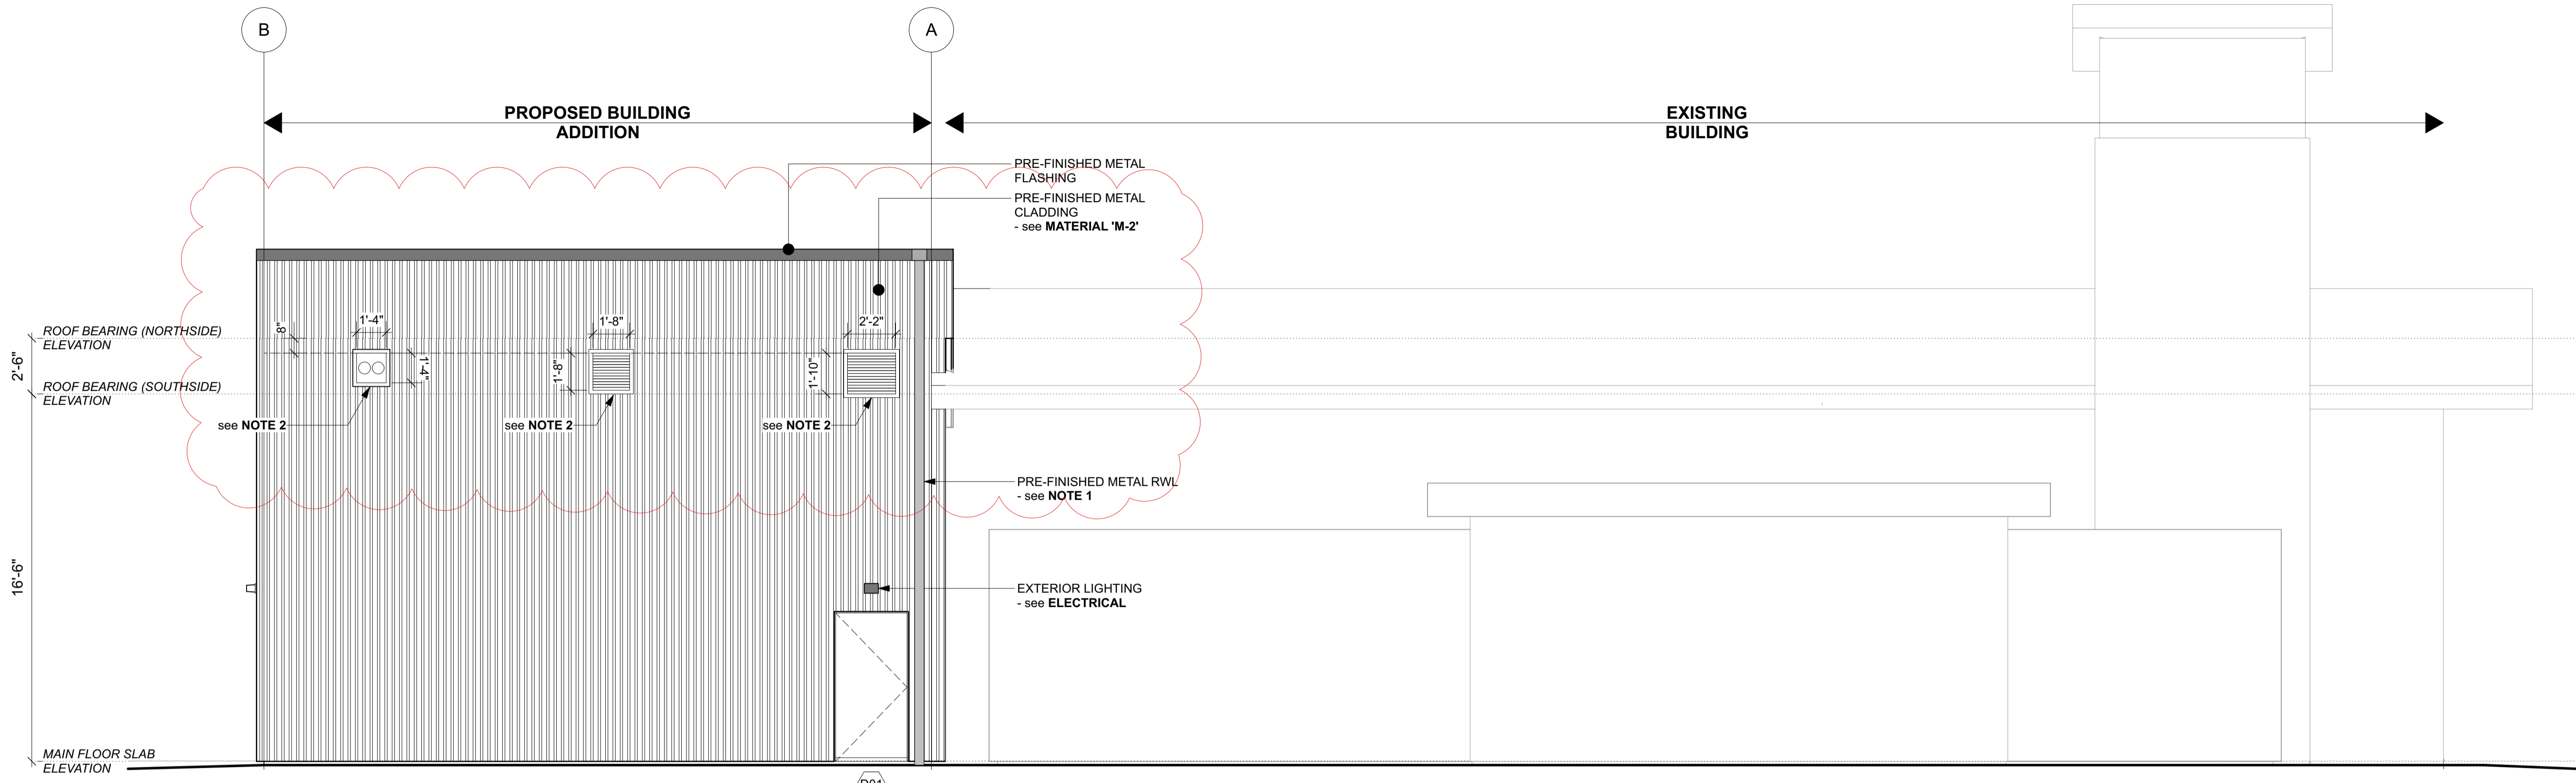 B
A
PROPOSED BUILDING
ADDITION
EXISTING
BUILDING
PRE-FINISHED METAL
FLASHING
PRE-FINISHED METAL
CLADDING
- see MATERIAL 'M-2'
ROOF BEARING (NORTHSIDE)
ELEVATION
8"
1'-4"
1'-8"
2'-2"
2'-6"
1'-4"
1'-8"
1'-10"
ROOF BEARING (SOUTHSIDE)
ELEVATION
see NOTE 2
see NOTE 2
see NOTE 2
PRE-FINISHED METAL RWL
- see NOTE 1
16'-6"
EXTERIOR LIGHTING
- see ELECTRICAL
MAIN FLOOR SLAB
ELEVATION